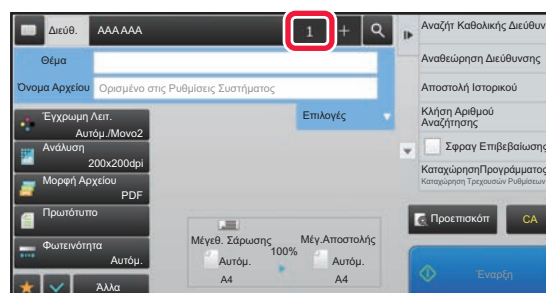 Διεύθ. AAA AAA 1 +
Θέμα
Όνομα Αρχείου Ορισμένο στις Ρυθμίσεις Συστήματος
Επιλογές
Έγχρωμη Λειτ.
Αυτόμ./Μονο2
Ανάλυση
200x200dpi
Μορφή Αρχείου
PDF
Πρωτότυπο
Φωτεινότητα
Αυτόμ.
Άλλα
Μέγεθ. Σάρωσης
Αυτόμ.
A4
100%
Μέγ.Αποστολής
Αυτόμ.
A4
Αναζήτ Καθολικής Διεύθυν
Αναθεώρηση Διεύθυνσης
Αποστολή Ιστορικού
Κλήση Αριθμού
Αναζήτησης
Σφραγ Επιβεβαίωσης
ΚαταχώρησηΠρογράμματος
Καταχώρηση Τρεχουσών Ρυθμίσεων
Προεπισκόπ
CA
Έναρξη